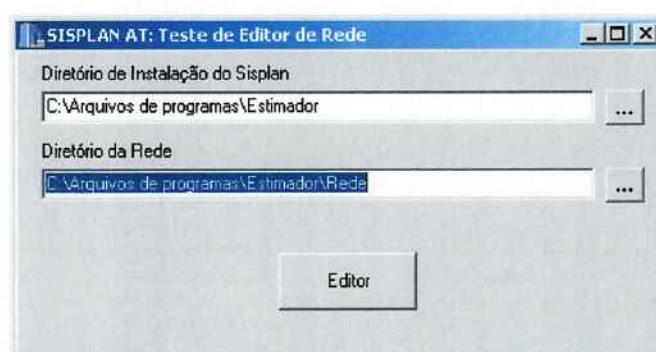 SISPLAN AT: Teste de Editor de Rede
Diretório de Instalação do Sisplan
C:\Arquivos de programas\Estimador
...
Diretório da Rede
C:\Arquivos de programas\Estimador\Rede
...
Editor